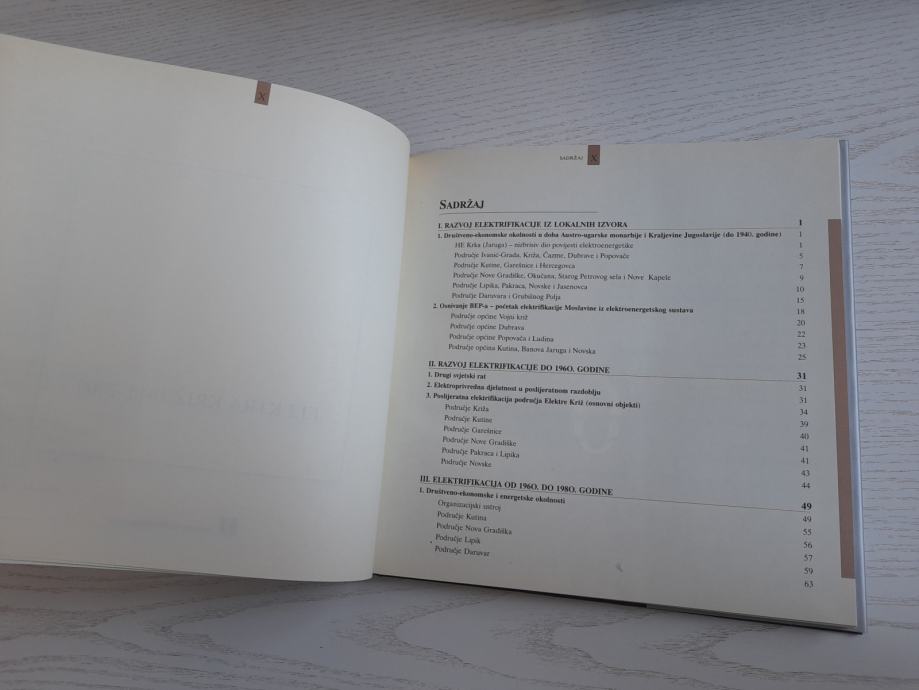 X
SADRŽAJ X
SADRŽAJ
I. RAZVOJ ELEKTRIFIKACIJE IZ LOKALNIH IZVORA 1
1. Društveno-ekonomske okolnosti u doba Austro-ugarske monarhije i Kraljevine Jugoslavije (do 1940. godine) 1
HE Krka (Jaruga) – nizbrisiv dio povijesti elektroenergetike 1
Područje Ivanić-Grada, Križa, Čazme, Dubrave i Popovače 5
Područje Kutine, Garešnice i Hercegovca 7
Područje Nove Gradiške, Okučana, Starog Petrovog sela i Nove Kapele 9
Područje Lipika, Pakraca, Novske i Jasenovca 10
Područje Daruvara i Grubišnog Polja 15
2. Osnivanje BEP-a – početak elektrifikacije Moslavine iz elektroenergetskog sustava 18
Područje općine Vojni križ 20
Područje općine Dubrava 22
Područje općine Popovača i Ludina 23
Područje općina Kutina, Banova Jaruga i Novska 25
II. RAZVOJ ELEKTRIFIKACIJE DO 1960. GODINE 31
1. Drugi svjetski rat 31
2. Elektroprivredna djelatnost u poslijeratnom razdoblju 31
3. Poslijeratna elektrifikacija područja Elektre Križ (osnovni objekti) 34
Područje Križa 39
Područje Kutine 40
Područje Garešnice 41
Područje Nove Gradiške 41
Područje Pakraca i Lipika 43
Područje Novske 44
III. ELEKTRIFIKACIJA OD 1960. DO 1980. GODINE 49
1. Društveno-ekonomske i energetske okolnosti 49
Organizacijski ustroj 55
Područje Kutina 56
Područje Nova Gradiška 57
Područje Lipik 59
Područje Daruvar 63